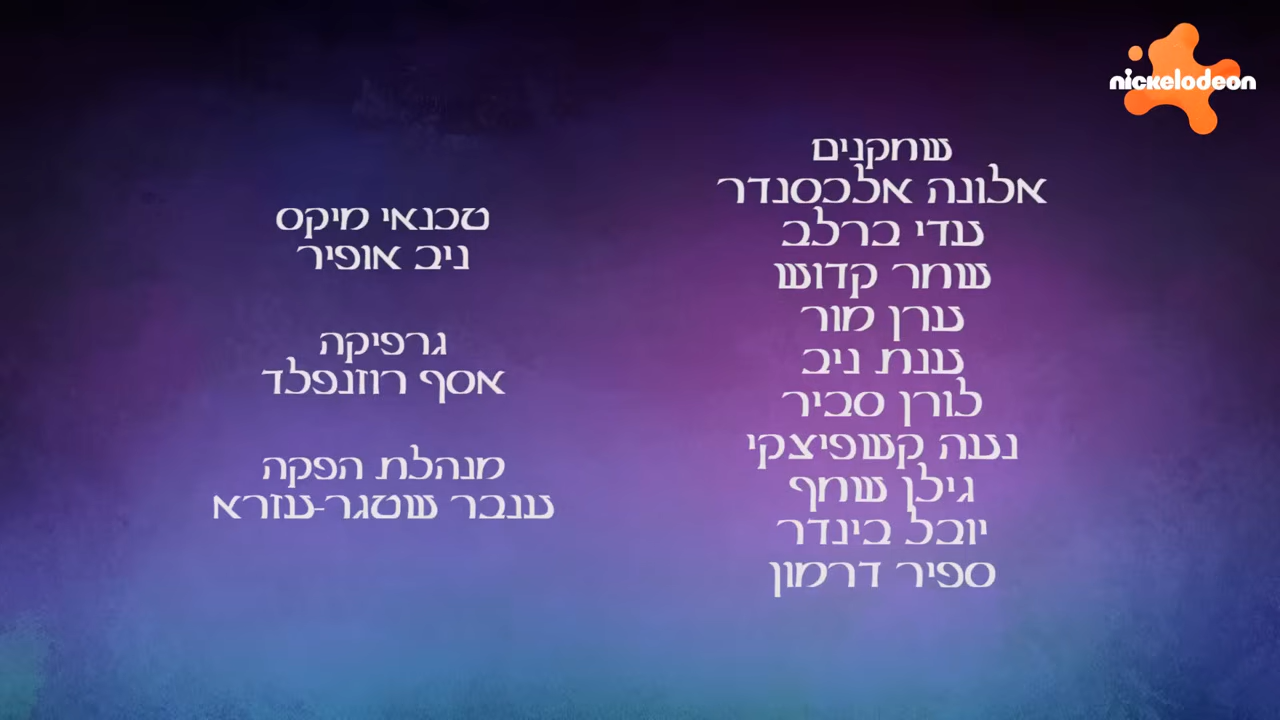 nickelodeon
שחקנים
אלונה אלכסנדר
עדי ברלב
שחר קדוש
ערן מור
ענת ניב
לורן סביר
נעה קשפיצקי
גילן שחף
יובל בינדר
ספיר דרמון
טכנאי מיקס
ניב אופיר
גרפיקה
אסף רוזנפלד
מנהלת הפקה
ענבר שטגר-עזרא